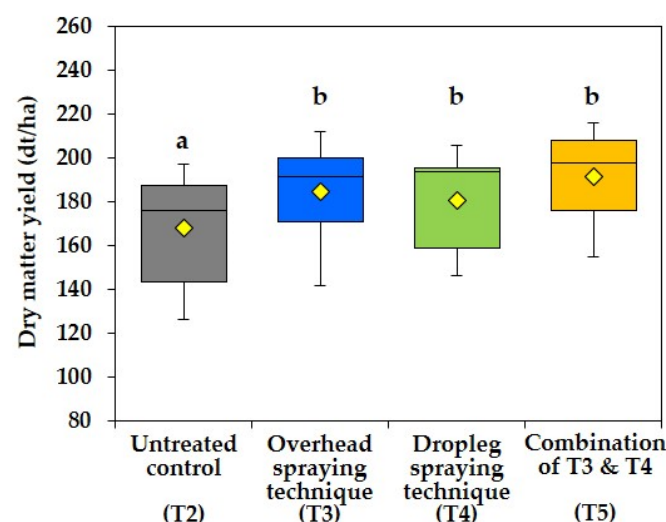 Dry matter yield (dt/ha)
260
240
220
200
180
160
140
120
100
80
a
b
b
b
Untreated
control
(T2)
Overhead
spraying
technique
(T3)
Dropleg
spraying
technique
(T4)
Combination
of T3 & T4
(T5)